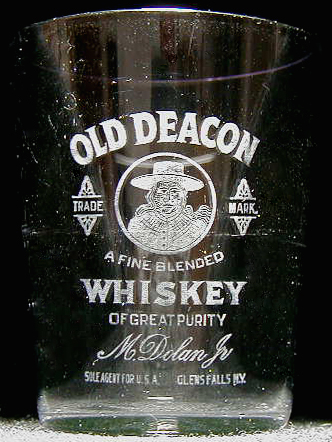 OLD DEACON
TRADE MARK
A FINE BLENDED
WHISKEY
OF GREAT PURITY
M. Dolan Jr
SOLE AGENT FOR U.S.A. GLENS FALLS N.Y.